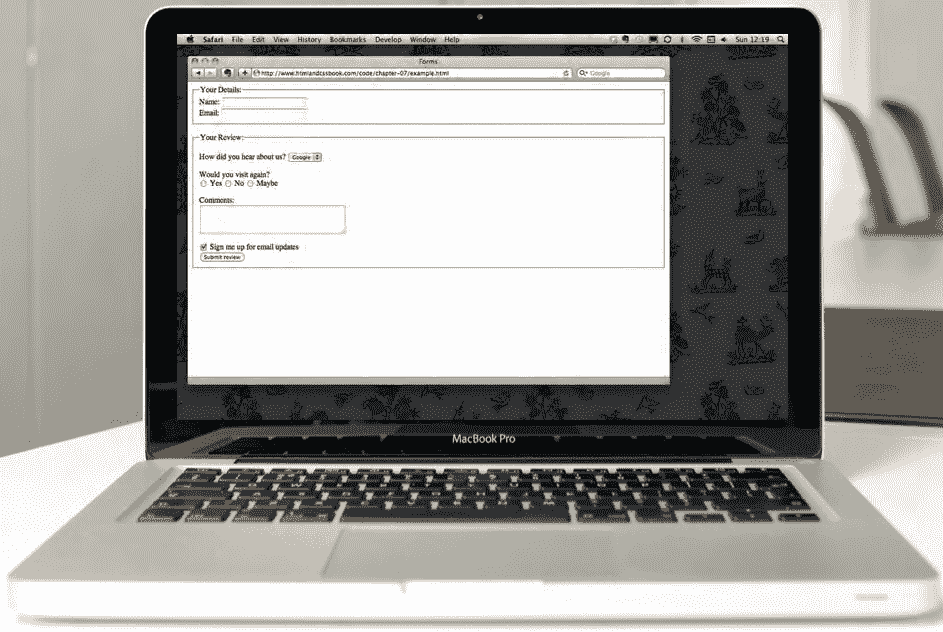 Safari File Edit View History Bookmarks Develop Window Help Sun 12:19
Forms
http://www.htmlandcssbook.com/code/chapter-07/example.html
Google
Your Details:
Name:
Email:
Your Review:
How did you hear about us? Google
Would you visit again?
Yes No Maybe
Comments:
Sign me up for email updates
Submit review
MacBook Pro